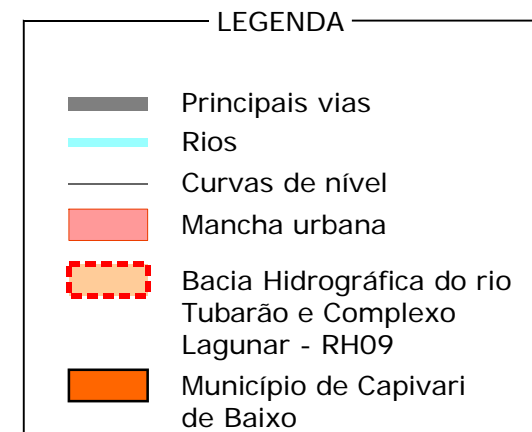 LEGENDA
Principais vias
Rios
Curvas de nível
Mancha urbana
Bacia Hidrográfica do rio
Tubarão e Complexo
Lagunar - RH09
Município de Capivari
de Baixo